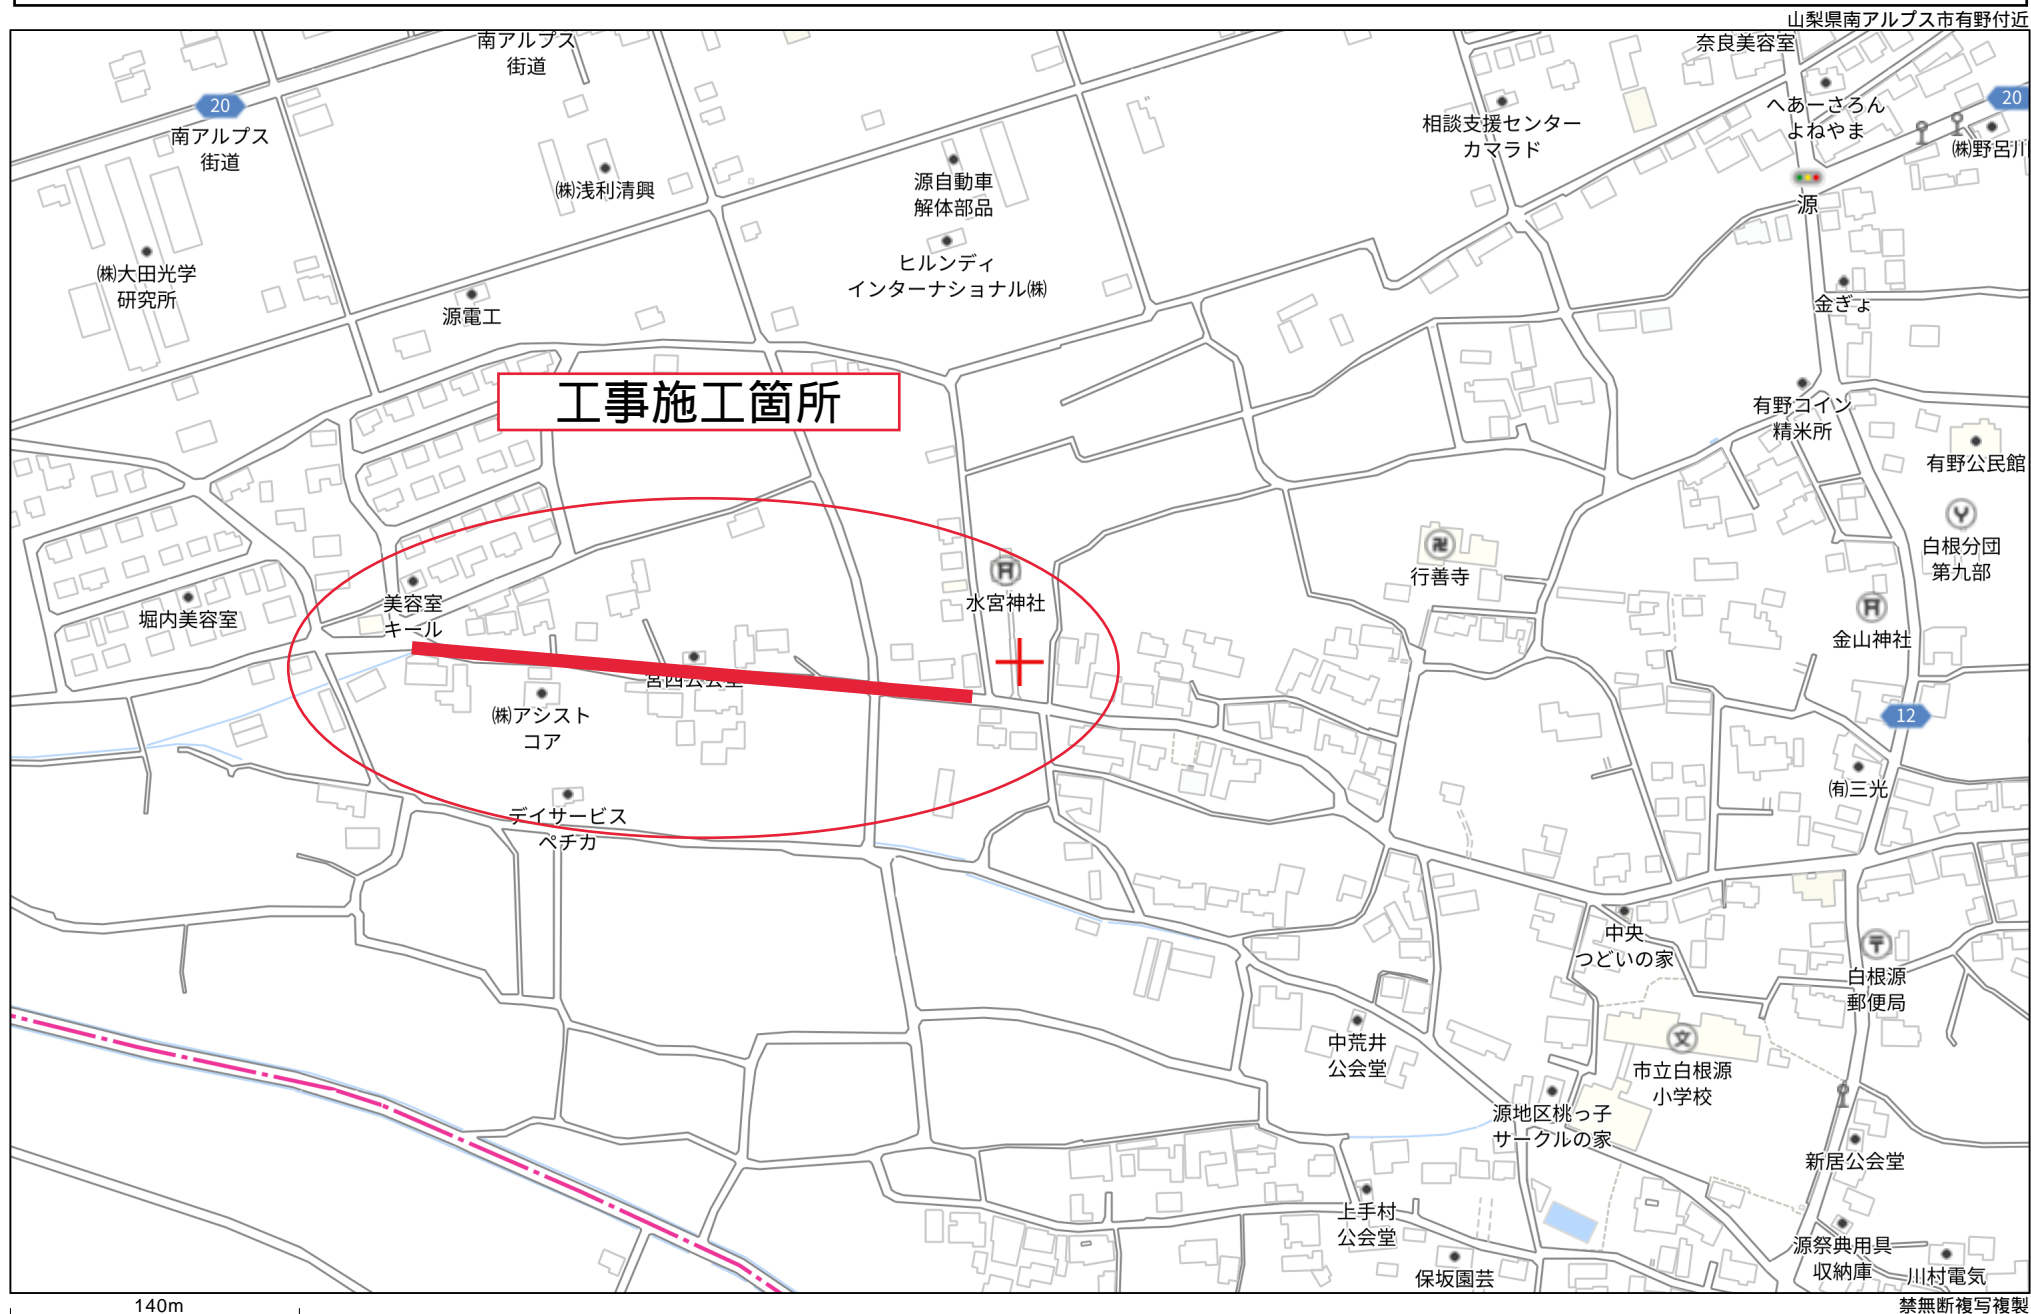 山梨県南アルプス市有野付近
南アルプス
街道
奈良美容室
20
20
南アルプス
街道
へあーさろん
よねやま
相談支援センター
カマラド
㈱野呂川
㈱浅利清興
源自動車
解体部品
源
㈱大田光学
研究所
ヒルンディ
インターナショナル㈱
源電工
金ぎょ
工事施工箇所
有野コイン
精米所
有野公民館
白根分団
第九部
行善寺
美容室
キール
水宮神社
堀内美容室
金山神社
宮西公会堂
㈱アシスト
コア
12
㈲三光
デイサービス
ペチカ
中央
つどいの家
白根源
郵便局
中荒井
公会堂
市立白根源
小学校
源地区桃っ子
サークルの家
新居公会堂
上手村
公会堂
源祭典用具
収納庫
保坂園芸
川村電気
140m
禁無断複写複製